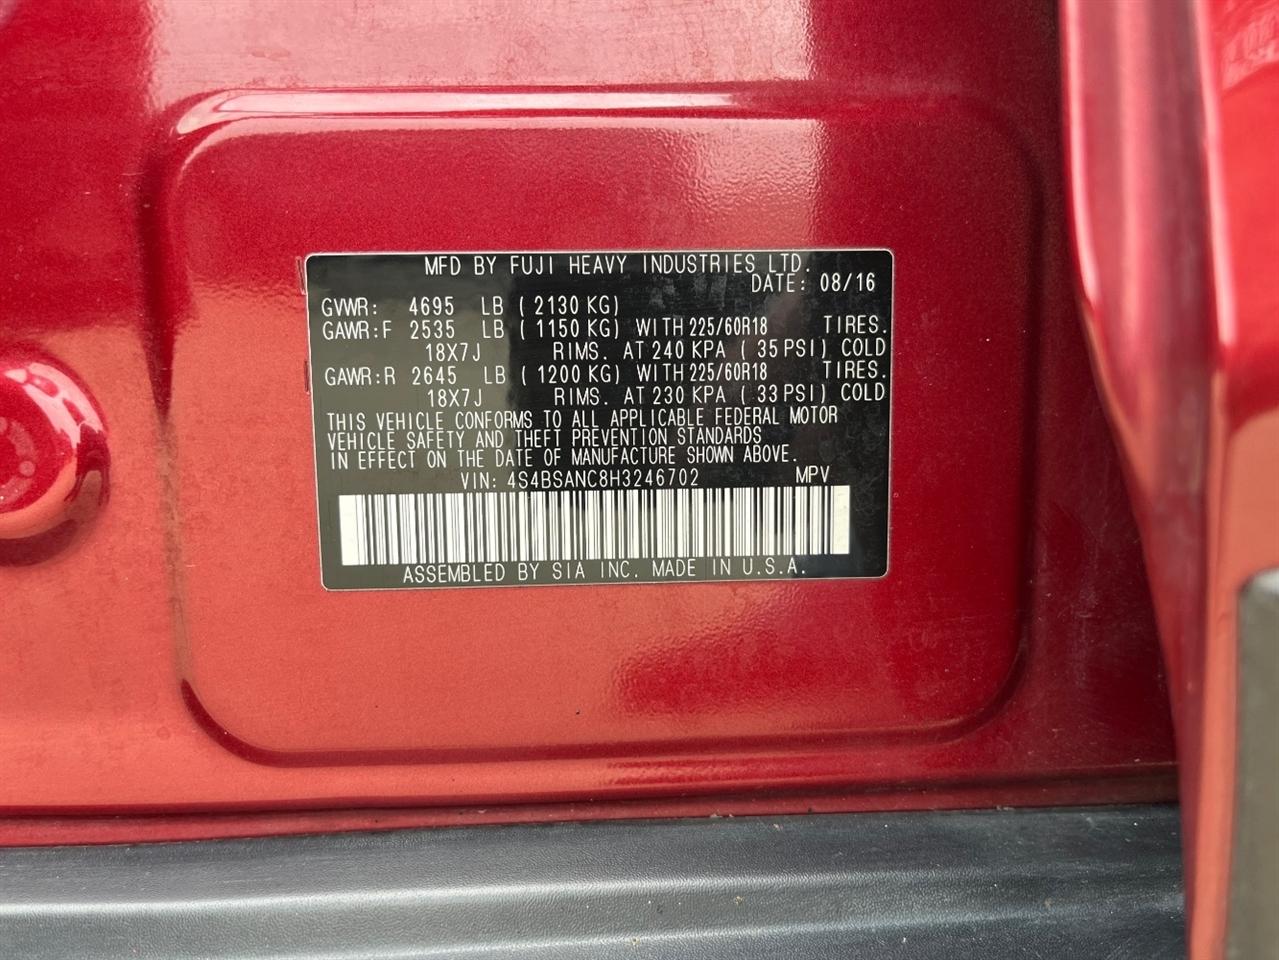 MFD BY FUJI HEAVY INDUSTRIES LTD.
DATE: 08/16
GVWR: 4695 LB ( 2130 KG)
GAWR:F 2535 LB ( 1150 KG) WITH 225/60R18 TIRES.
18X7J RIMS. AT 240 KPA ( 35 PSI) COLD
GAWR:R 2645 LB ( 1200 KG) WITH 225/60R18 TIRES.
18X7J RIMS. AT 230 KPA ( 33 PSI) COLD
THIS VEHICLE CONFORMS TO ALL APPLICABLE FEDERAL MOTOR
VEHICLE SAFETY AND THEFT PREVENTION STANDARDS
IN EFFECT ON THE DATE OF MANUFACTURE SHOWN ABOVE.
VIN: 4S4BSANC8H3246702 MPV
ASSEMBLED BY SIA INC. MADE IN U.S.A.